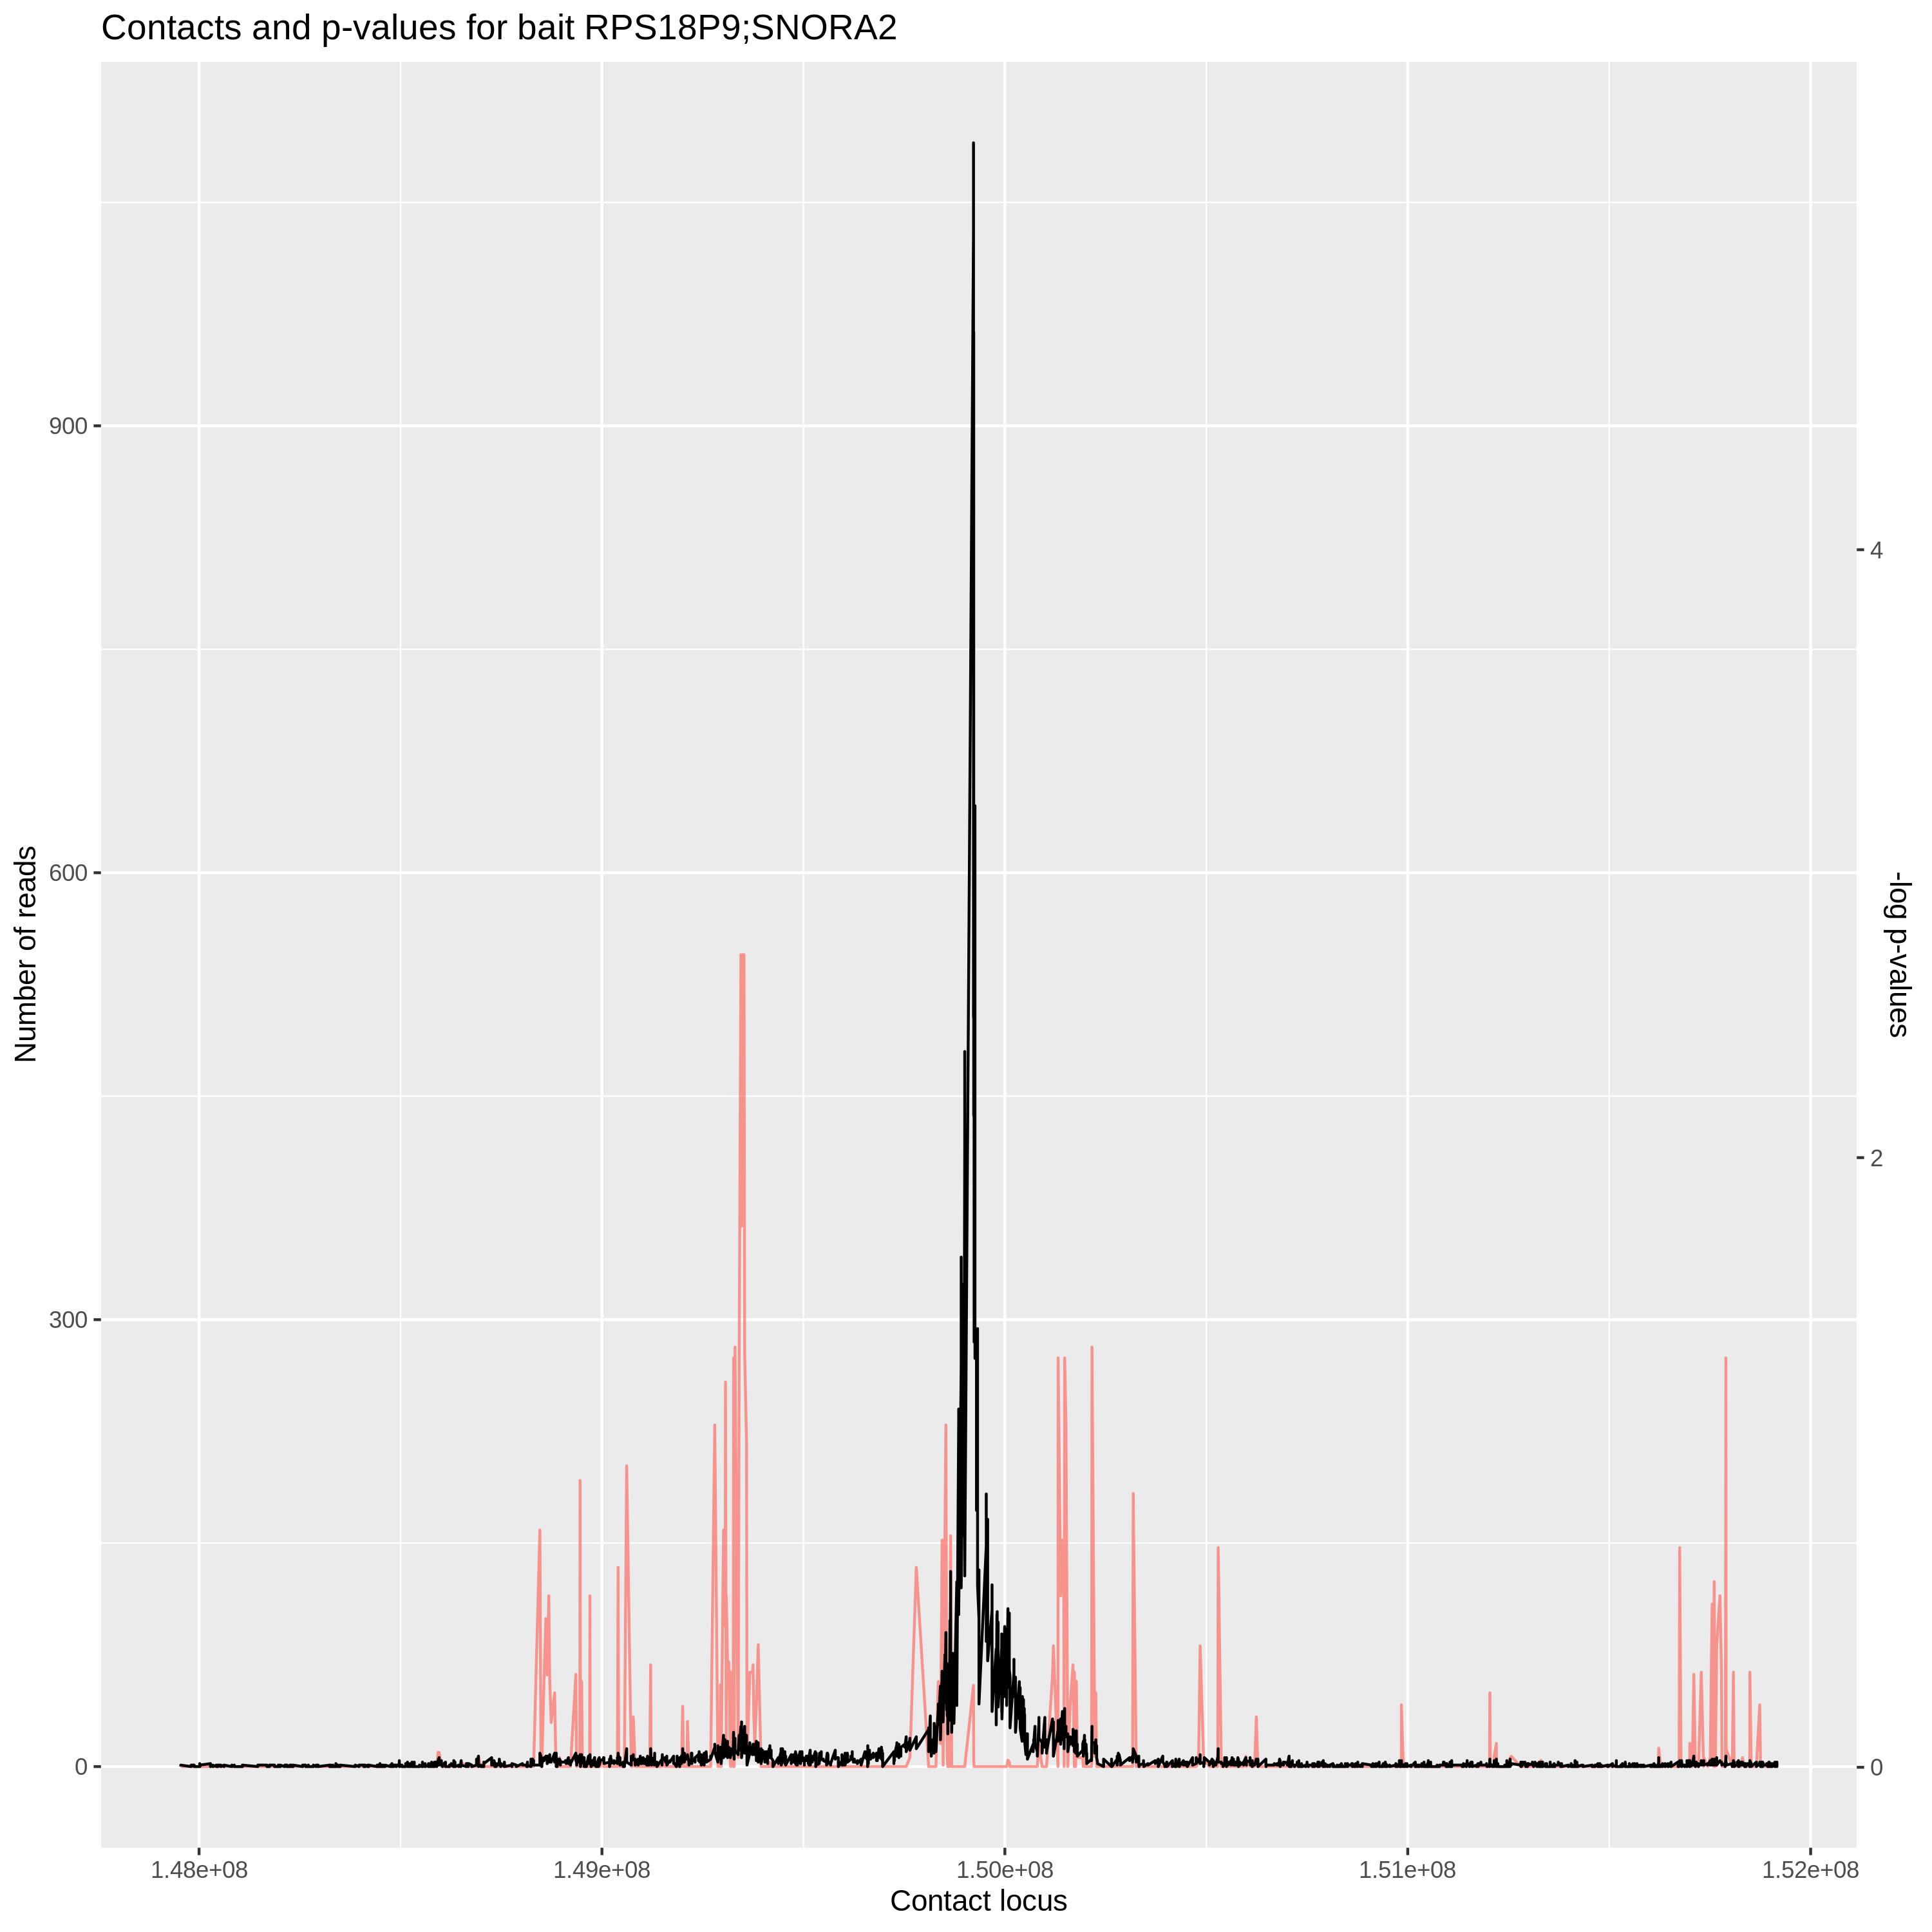 Contacts and p-values for bait RPS18P9;SNORA2
900
600
300
0
Number of reads
4
2
0
-log p-values
1.48e+08
1.49e+08
1.50e+08
1.51e+08
1.52e+08
Contact locus